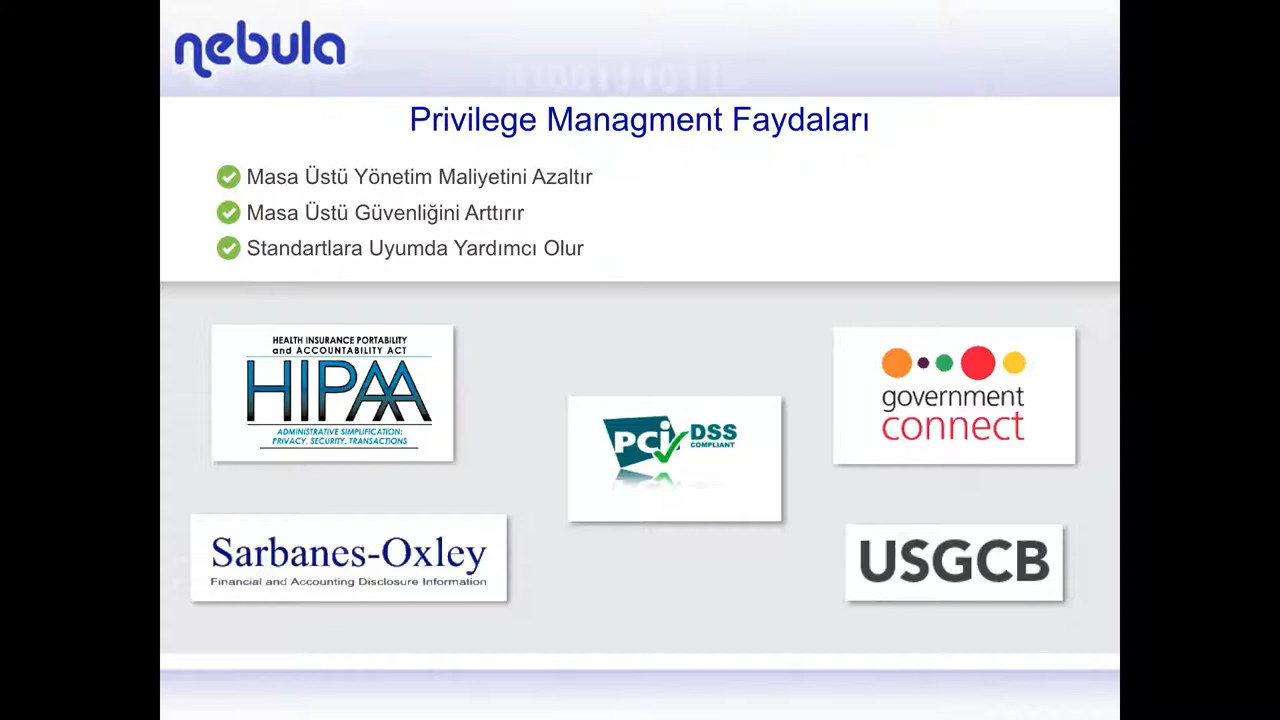 nebula
Privilege Managment Faydaları
Masa Üstü Yönetim Maliyetini Azaltır
Masa Üstü Güvenliğini Arttırır
Standartlara Uyumda Yardımcı Olur
HEALTH INSURANCE PORTABILITY
and ACCOUNTABILITY ACT
HIPAA
ADMINISTRATIVE SIMPLIFICATION:
PRIVACY, SECURITY, TRANSACTIONS
government
connect
PCi DSS
COMPLIANT
Sarbanes-Oxley
Financial and Accounting Disclosure Information
USGCB